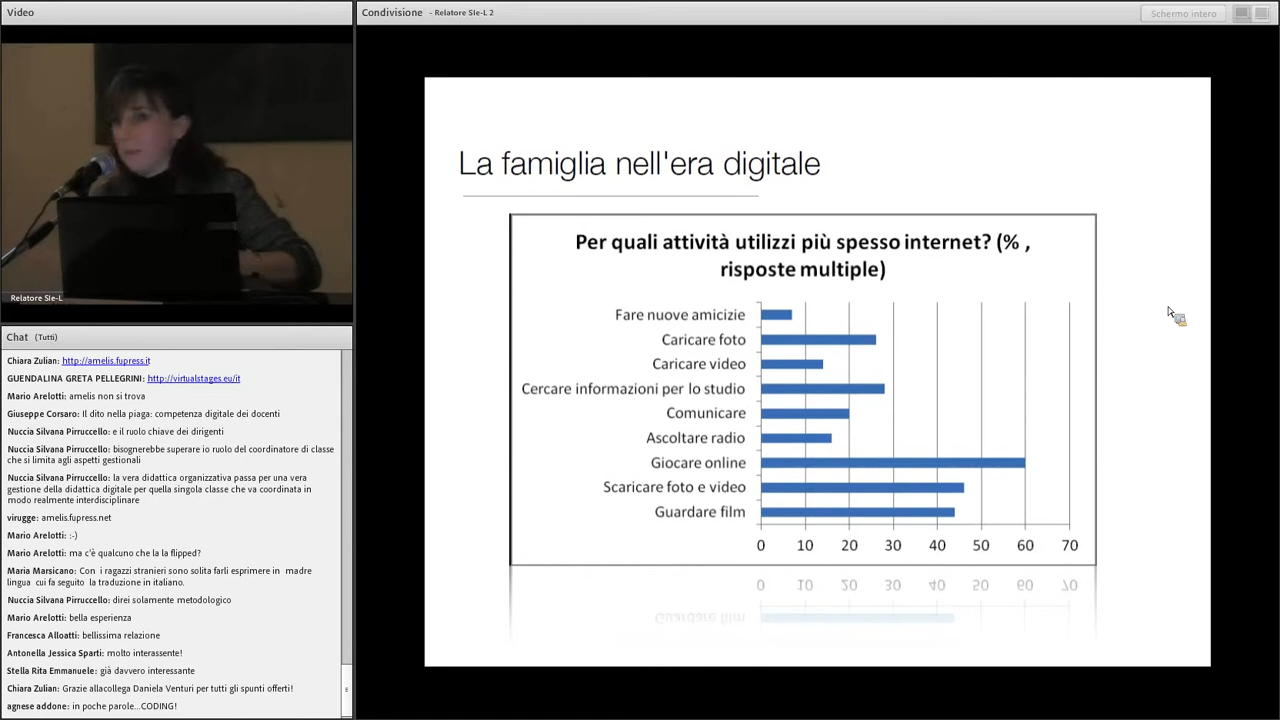 Video
Condivisione - Relatore SIe-L 2
Schermo intero
Relatore SIe-L
Chat (Tutti)
Chiara Zulian: http://amelis.fupress.it
GUENDALINA GRETA PELLEGRINI: http://virtualstages.eu/it
Mario Arelotti: amelis non si trova
Giuseppe Corsaro: Il dito nella piaga: competenza digitale dei docenti
Nuccia Silvana Pirruccello: e il ruolo chiave dei dirigenti
Nuccia Silvana Pirruccello: bisognerebbe superare io ruolo del coordinatore di classe
che si limita agli aspetti gestionali
Nuccia Silvana Pirruccello: la vera didattica organizzativa passa per una vera
gestione della didattica digitale per quella singola classe che va coordinata in
modo realmente interdisciplinare
virugge: amelis.fupress.net
Mario Arelotti: :-)
Mario Arelotti: ma c'è qualcuno che la la flipped?
Maria Marsicano: Con i ragazzi stranieri sono solita farli esprimere in madre
lingua cui fa seguito la traduzione in italiano.
Nuccia Silvana Pirruccello: direi solamente metodologico
Mario Arelotti: bella esperienza
Francesca Alloatti: bellissima relazione
Antonella Jessica Sparti: molto interassente!
Stella Rita Emmanuele: già davvero interessante
Chiara Zulian: Grazie allacollega Daniela Venturi per tutti gli spunti offerti!
agnese addone: in poche parole...CODING!
La famiglia nell'era digitale
Per quali attività utilizzi più spesso internet? (% ,
risposte multiple)
Fare nuove amicizie
Caricare foto
Caricare video
Cercare informazioni per lo studio
Comunicare
Ascoltare radio
Giocare online
Scaricare foto e video
Guardare film
0 10 20 30 40 50 60 70
0 10 20 30 40 50 60 70
Guardare film